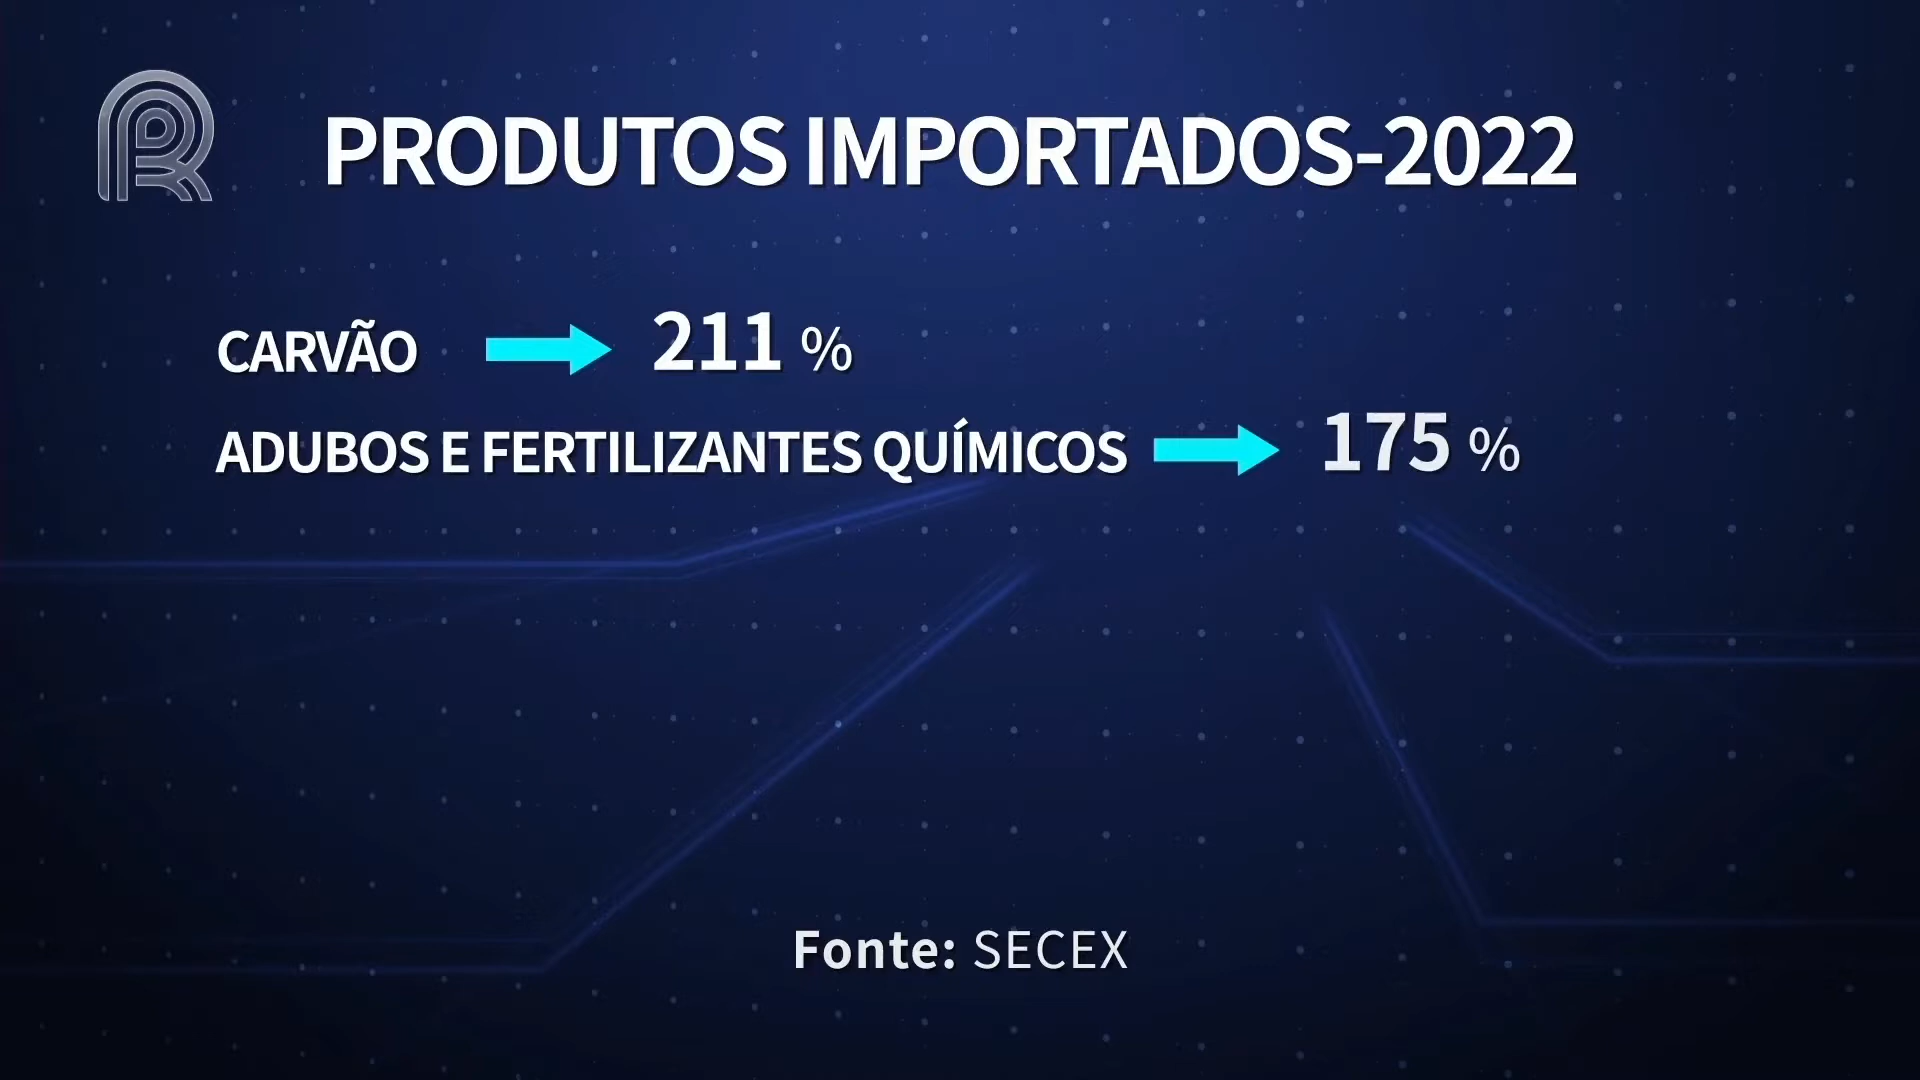 PRODUTOS IMPORTADOS-2022
CARVÃO 211 %
ADUBOS E FERTILIZANTES QUÍMICOS 175 %
Fonte: SECEX